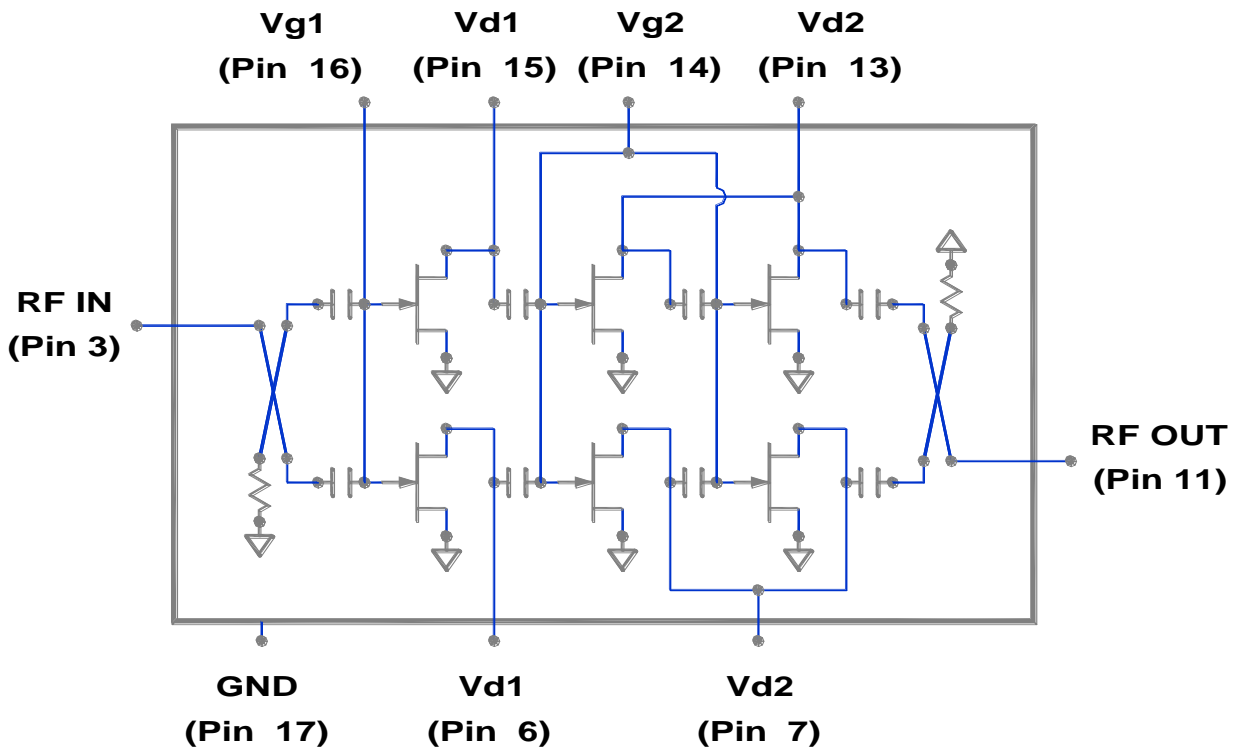 Vg1
(Pin 16)
Vd1
(Pin 15)
Vg2
(Pin 14)
Vd2
(Pin 13)
RF IN
(Pin 3)
RF OUT
(Pin 11)
GND
(Pin 17)
Vd1
(Pin 6)
Vd2
(Pin 7)